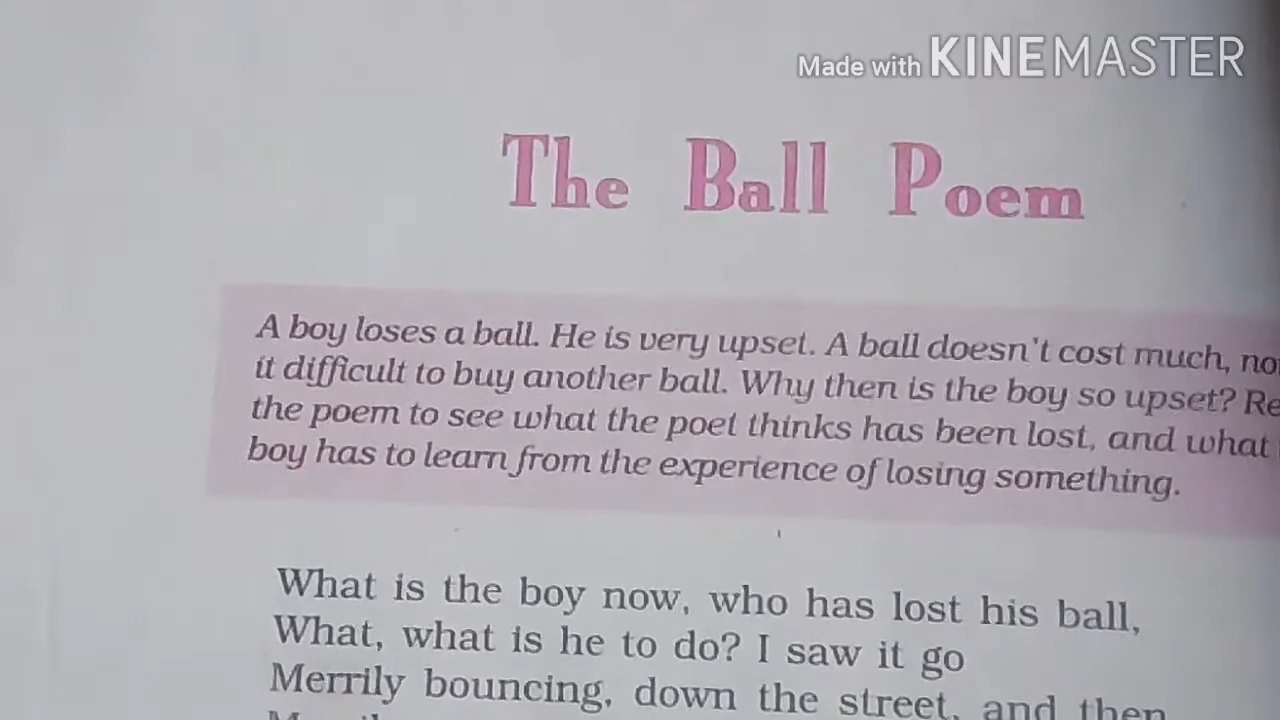 Made with KINEMASTER
The Ball Poem
A boy loses a ball. He is very upset. A ball doesn't cost much, no
it difficult to buy another ball. Why then is the boy so upset? Re
the poem to see what the poet thinks has been lost, and what
boy has to learn from the experience of losing something.
What is the boy now, who has lost his ball,
What, what is he to do? I saw it go
Merrily bouncing, down the street, and then